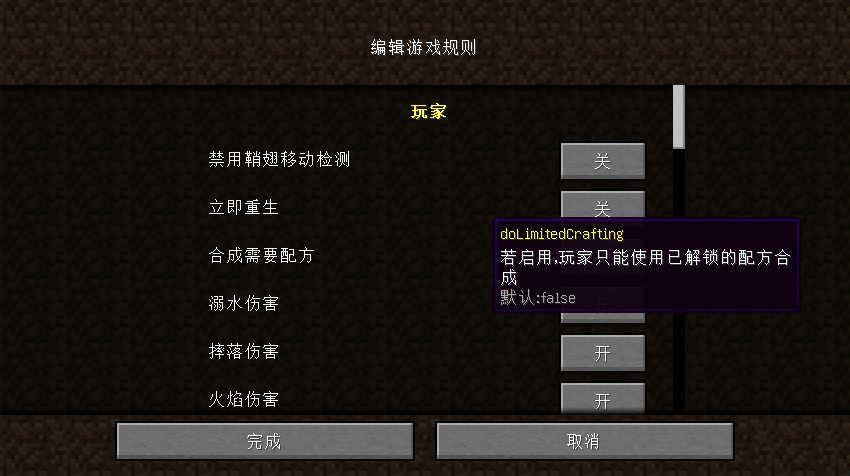 编辑游戏规则
玩家
禁用鞘翅移动检测 关
立即重生 关
合成需要配方
doLimitedCrafting
若启用,玩家只能使用已解锁的配方合
成
默认:false
溺水伤害 开
摔落伤害 开
火焰伤害 开
完成 取消